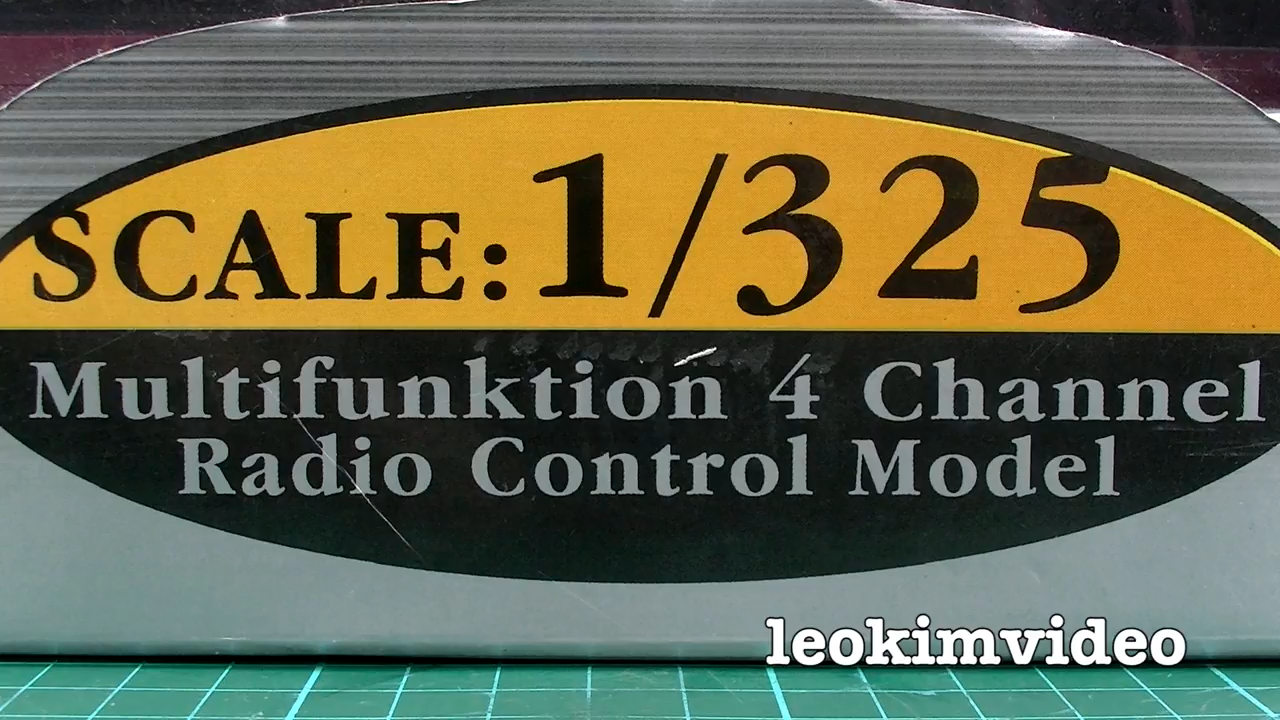 SCALE: 1/325
Multifunktion 4 Channel
Radio Control Model
leokimvideo